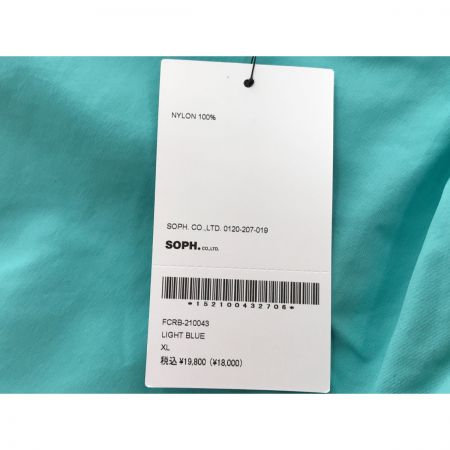 NYLON 100%
SOPH. CO.,LTD. 0120-207-019
SOPH. CO.,LTD.
*152100432706*
FCRB-210043
LIGHT BLUE
XL
税込 ¥19,800 (¥18,000)